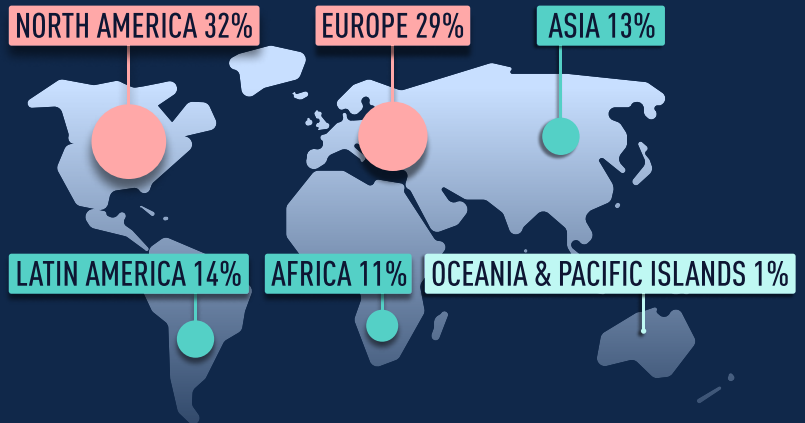 NORTH AMERICA 32%
EUROPE 29%
ASIA 13%
LATIN AMERICA 14%
AFRICA 11%
OCEANIA & PACIFIC ISLANDS 1%